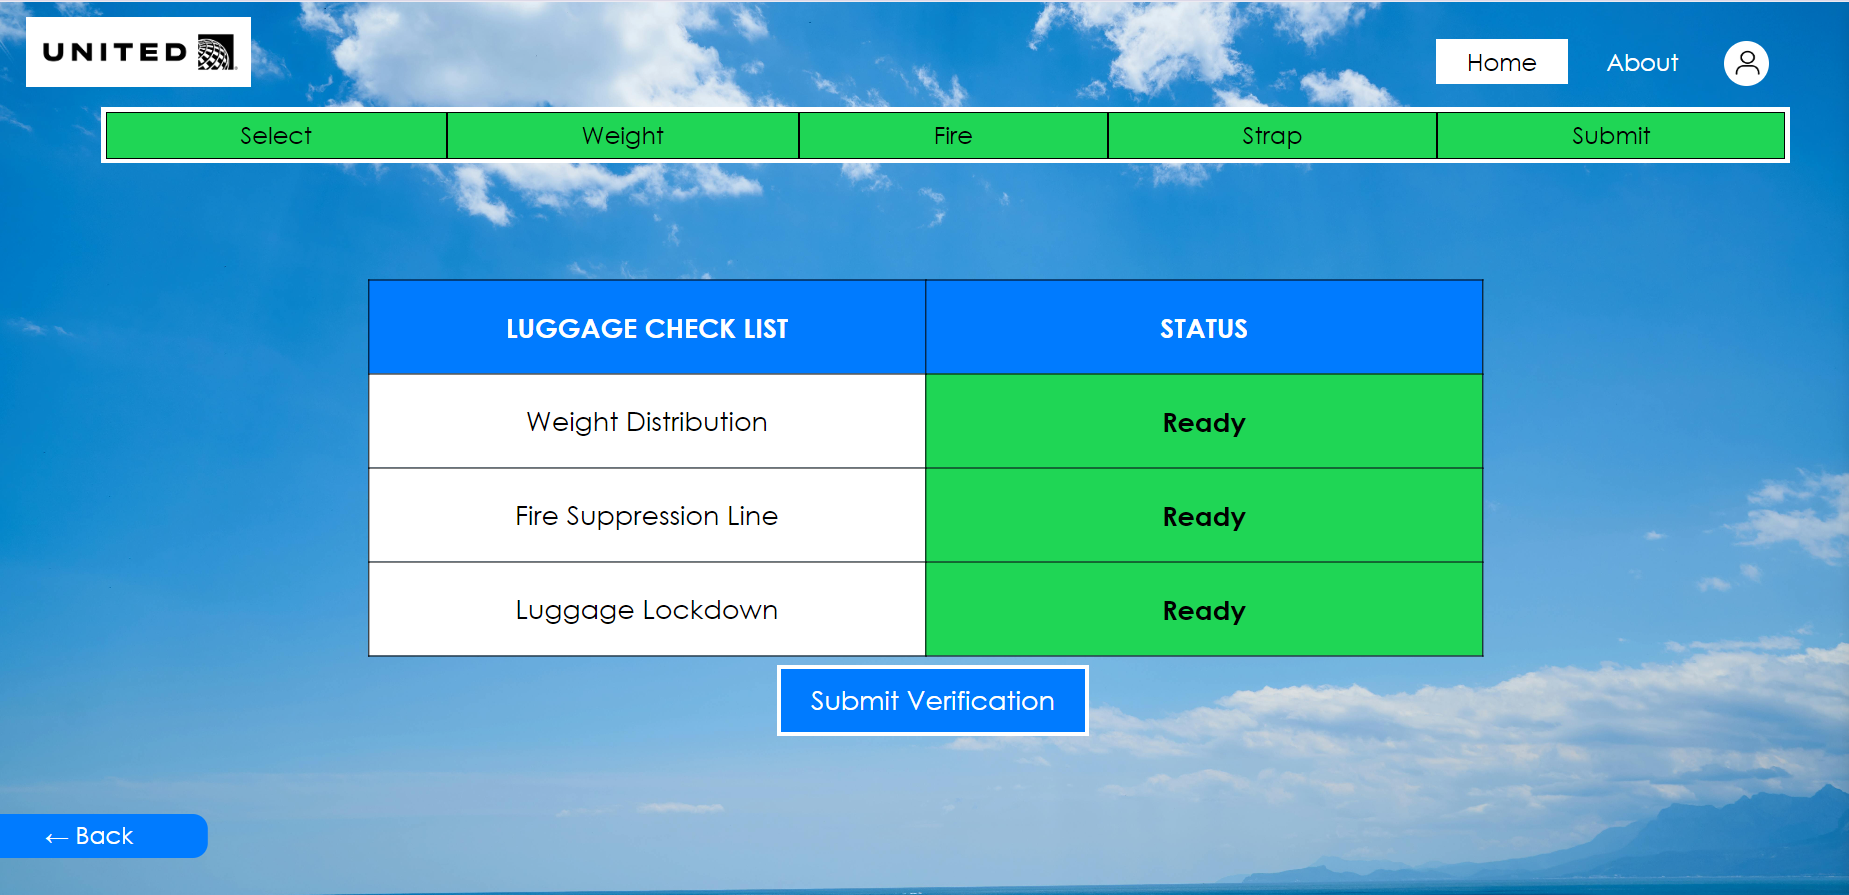 UNITED
Home
About
Select
Weight
Fire
Strap
Submit
LUGGAGE CHECK LIST
STATUS
Weight Distribution
Ready
Fire Suppression Line
Ready
Luggage Lockdown
Ready
Submit Verification
← Back